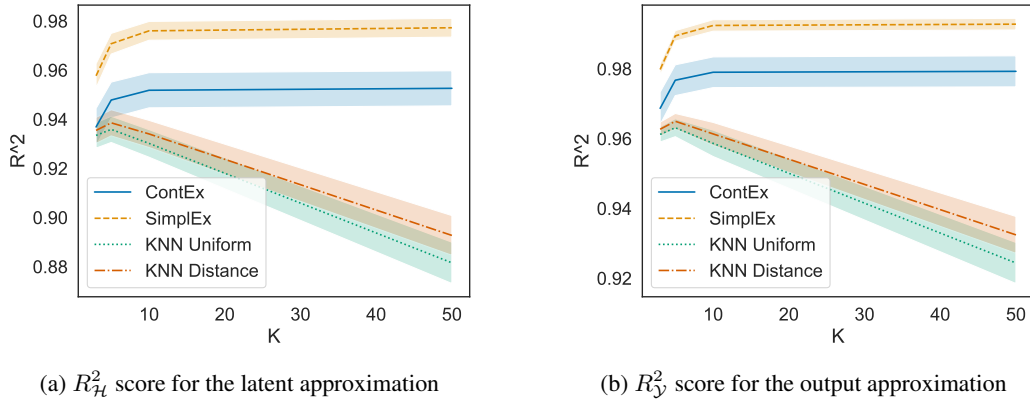 0.98
0.96
0.94
0.92
0.90
0.88
R^2
10
20
30
40
50
K
ContEx
SimplEx
KNN Uniform
KNN Distance
(a) $R^2_{\mathcal{H}}$ score for the latent approximation
0.98
0.96
0.94
0.92
R^2
10
20
30
40
50
K
ContEx
SimplEx
KNN Uniform
KNN Distance
(b) $R^2_{\mathcal{Y}}$ score for the output approximation